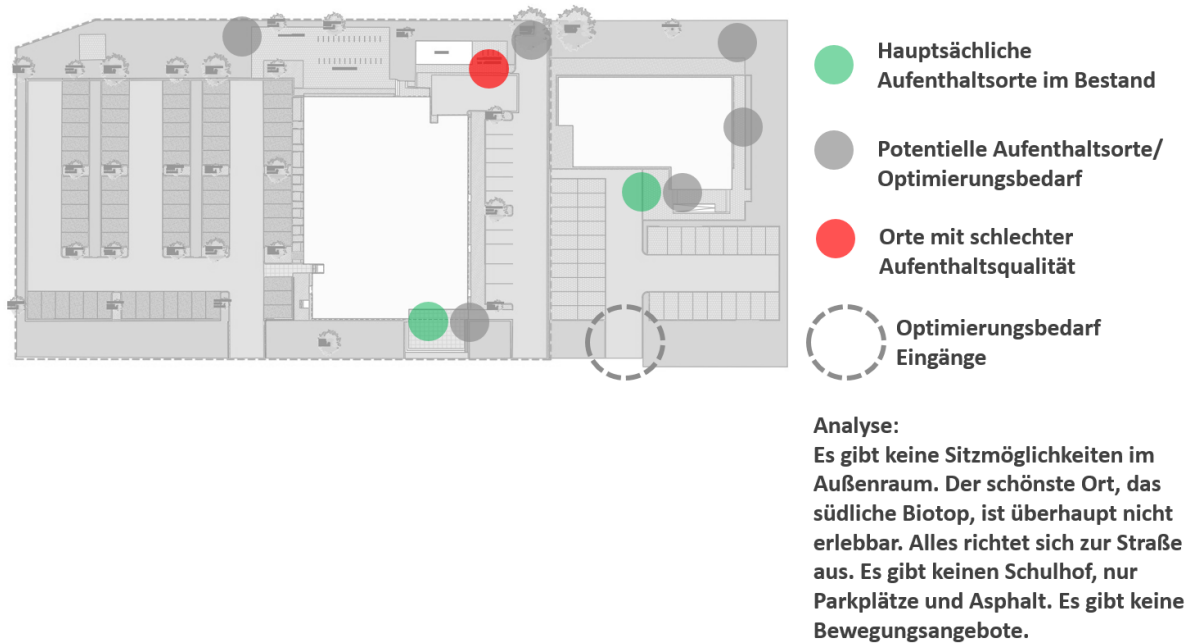 Hauptsächliche
Aufenthaltsorte im Bestand
Potentielle Aufenthaltsorte/
Optimierungsbedarf
Orte mit schlechter
Aufenthaltsqualität
Optimierungsbedarf
Eingänge
Analyse:
Es gibt keine Sitzmöglichkeiten im
Außenraum. Der schönste Ort, das
südliche Biotop, ist überhaupt nicht
erlebbar. Alles richtet sich zur Straße
aus. Es gibt keinen Schulhof, nur
Parkplätze und Asphalt. Es gibt keine
Bewegungsangebote.